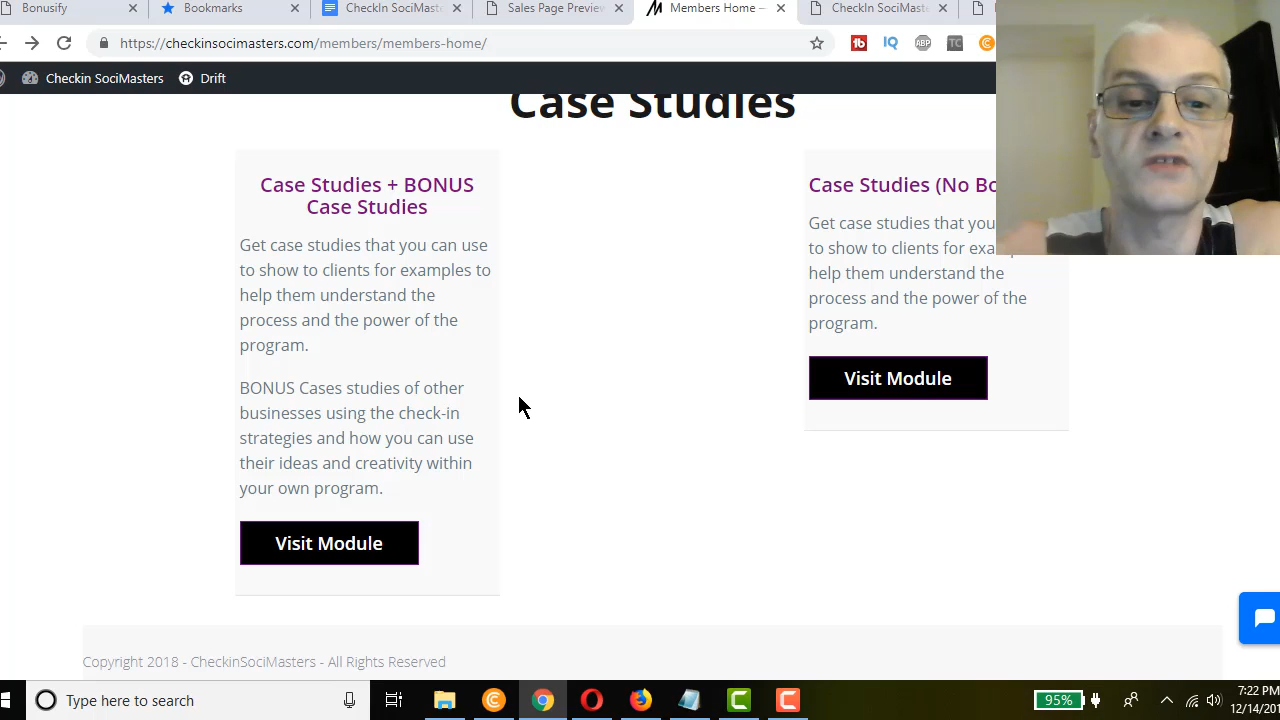 Bonusify
Bookmarks
CheckIn SociMast
Sales Page Preview
Members Home —
CheckIn SociMast
https://checkinsocimasters.com/members/members-home/
Checkin SociMasters
Drift
Case Studies
Case Studies + BONUS
Case Studies
Get case studies that you can use
to show to clients for examples to
help them understand the
process and the power of the
program.
BONUS Cases studies of other
businesses using the check-in
strategies and how you can use
their ideas and creativity within
your own program.
Visit Module
Case Studies (No Bo
Get case studies that you
to show to clients for
help them understand the
process and the power of the
program.
Visit Module
Copyright 2018 - CheckinSociMasters - All Rights Reserved
Type here to search
95%
7:22 PM
12/14/201